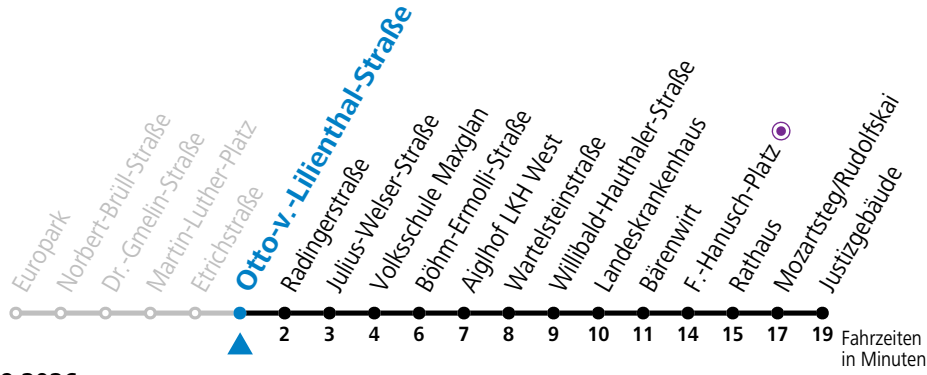 Europark
Norbert-Brüll-Straße
Dr.-Gmelin-Straße
Martin-Luther-Platz
Etrichstraße
Otto-v.-Lilienthal-Straße
Radingerstraße
Julius-Welser-Straße
Volksschule Maxglan
Böhm-Ermolli-Straße
Aiglhof LKH West
Wartelsteinstraße
Willibald-Hauthaler-Straße
Landeskrankenhaus
Bärenwirt
F.-Hanusch-Platz
Rathaus
Mozartsteg/Rudolfskai
Justizgebäude
2 3 4 6 7 8 9 10 11 14 15 17 19 Fahrzeiten
in Minuten